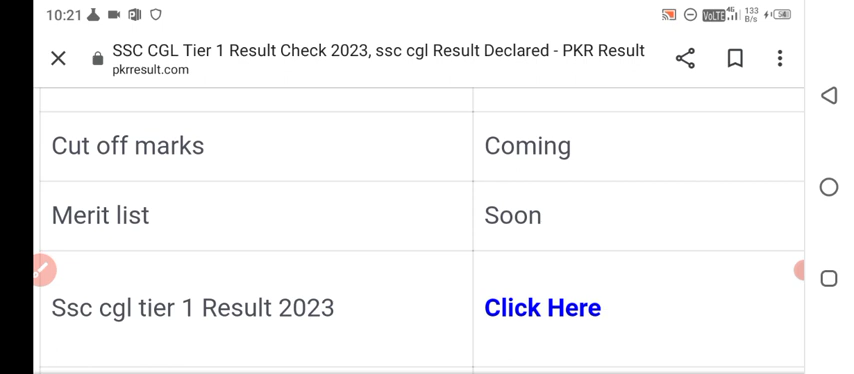 10:21
VoLTE 4G 133 B/s 54
SSC CGL Tier 1 Result Check 2023, ssc cgl Result Declared - PKR Result
pkrresult.com
Cut off marks Coming
Merit list Soon
Ssc cgl tier 1 Result 2023 Click Here